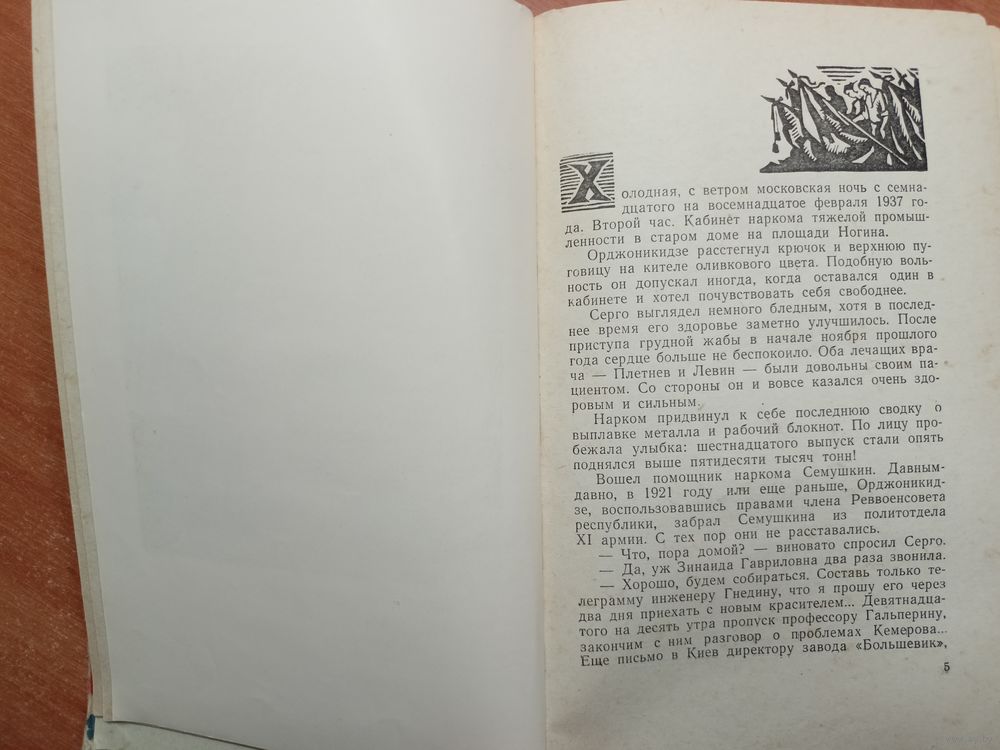 Холодная, с ветром московская ночь с семна-
дцатого на восемнадцатое февраля 1937 го-
да. Второй час. Кабинет наркома тяжелой промыш-
ленности в старом доме на площади Ногина.
Орджоникидзе расстегнул крючок и верхнюю пу-
говицу на кителе оливкового цвета. Подобную воль-
ность он допускал иногда, когда оставался один в
кабинете и хотел почувствовать себя свободнее.
Серго выглядел немного бледным, хотя в послед-
нее время его здоровье заметно улучшилось. После
приступа грудной жабы в начале ноября прошлого
года сердце больше не беспокоило. Оба лечащих вра-
ча — Плетнев и Левин — были довольны своим па-
циентом. Со стороны он и вовсе казался очень здо-
ровым и сильным.
Нарком придвинул к себе последнюю сводку о
выплавке металла и рабочий блокнот. По лицу про-
бежала улыбка: шестнадцатого выпуск стали опять
поднялся выше пятидесяти тысяч тонн!
Вошел помощник наркома Семушкин. Давным-
давно, в 1921 году или еще раньше, Орджоникид-
зе, воспользовавшись правами члена Реввоенсовета
республики, забрал Семушкина из политотдела
XI армии. С тех пор они не расставались.
— Что, пора домой? — виновато спросил Серго.
— Да, уж Зинаида Гавриловна два раза звонила.
— Хорошо, будем собираться. Составь только те-
леграмму инженеру Гнедину, что я прошу его через
два дня приехать с новым красителем... Девятнадца-
того на десять утра пропуск профессору Гальперину,
закончим с ним разговор о проблемах Кемерова...
Еще письмо в Киев директору завода «Большевик»,
5